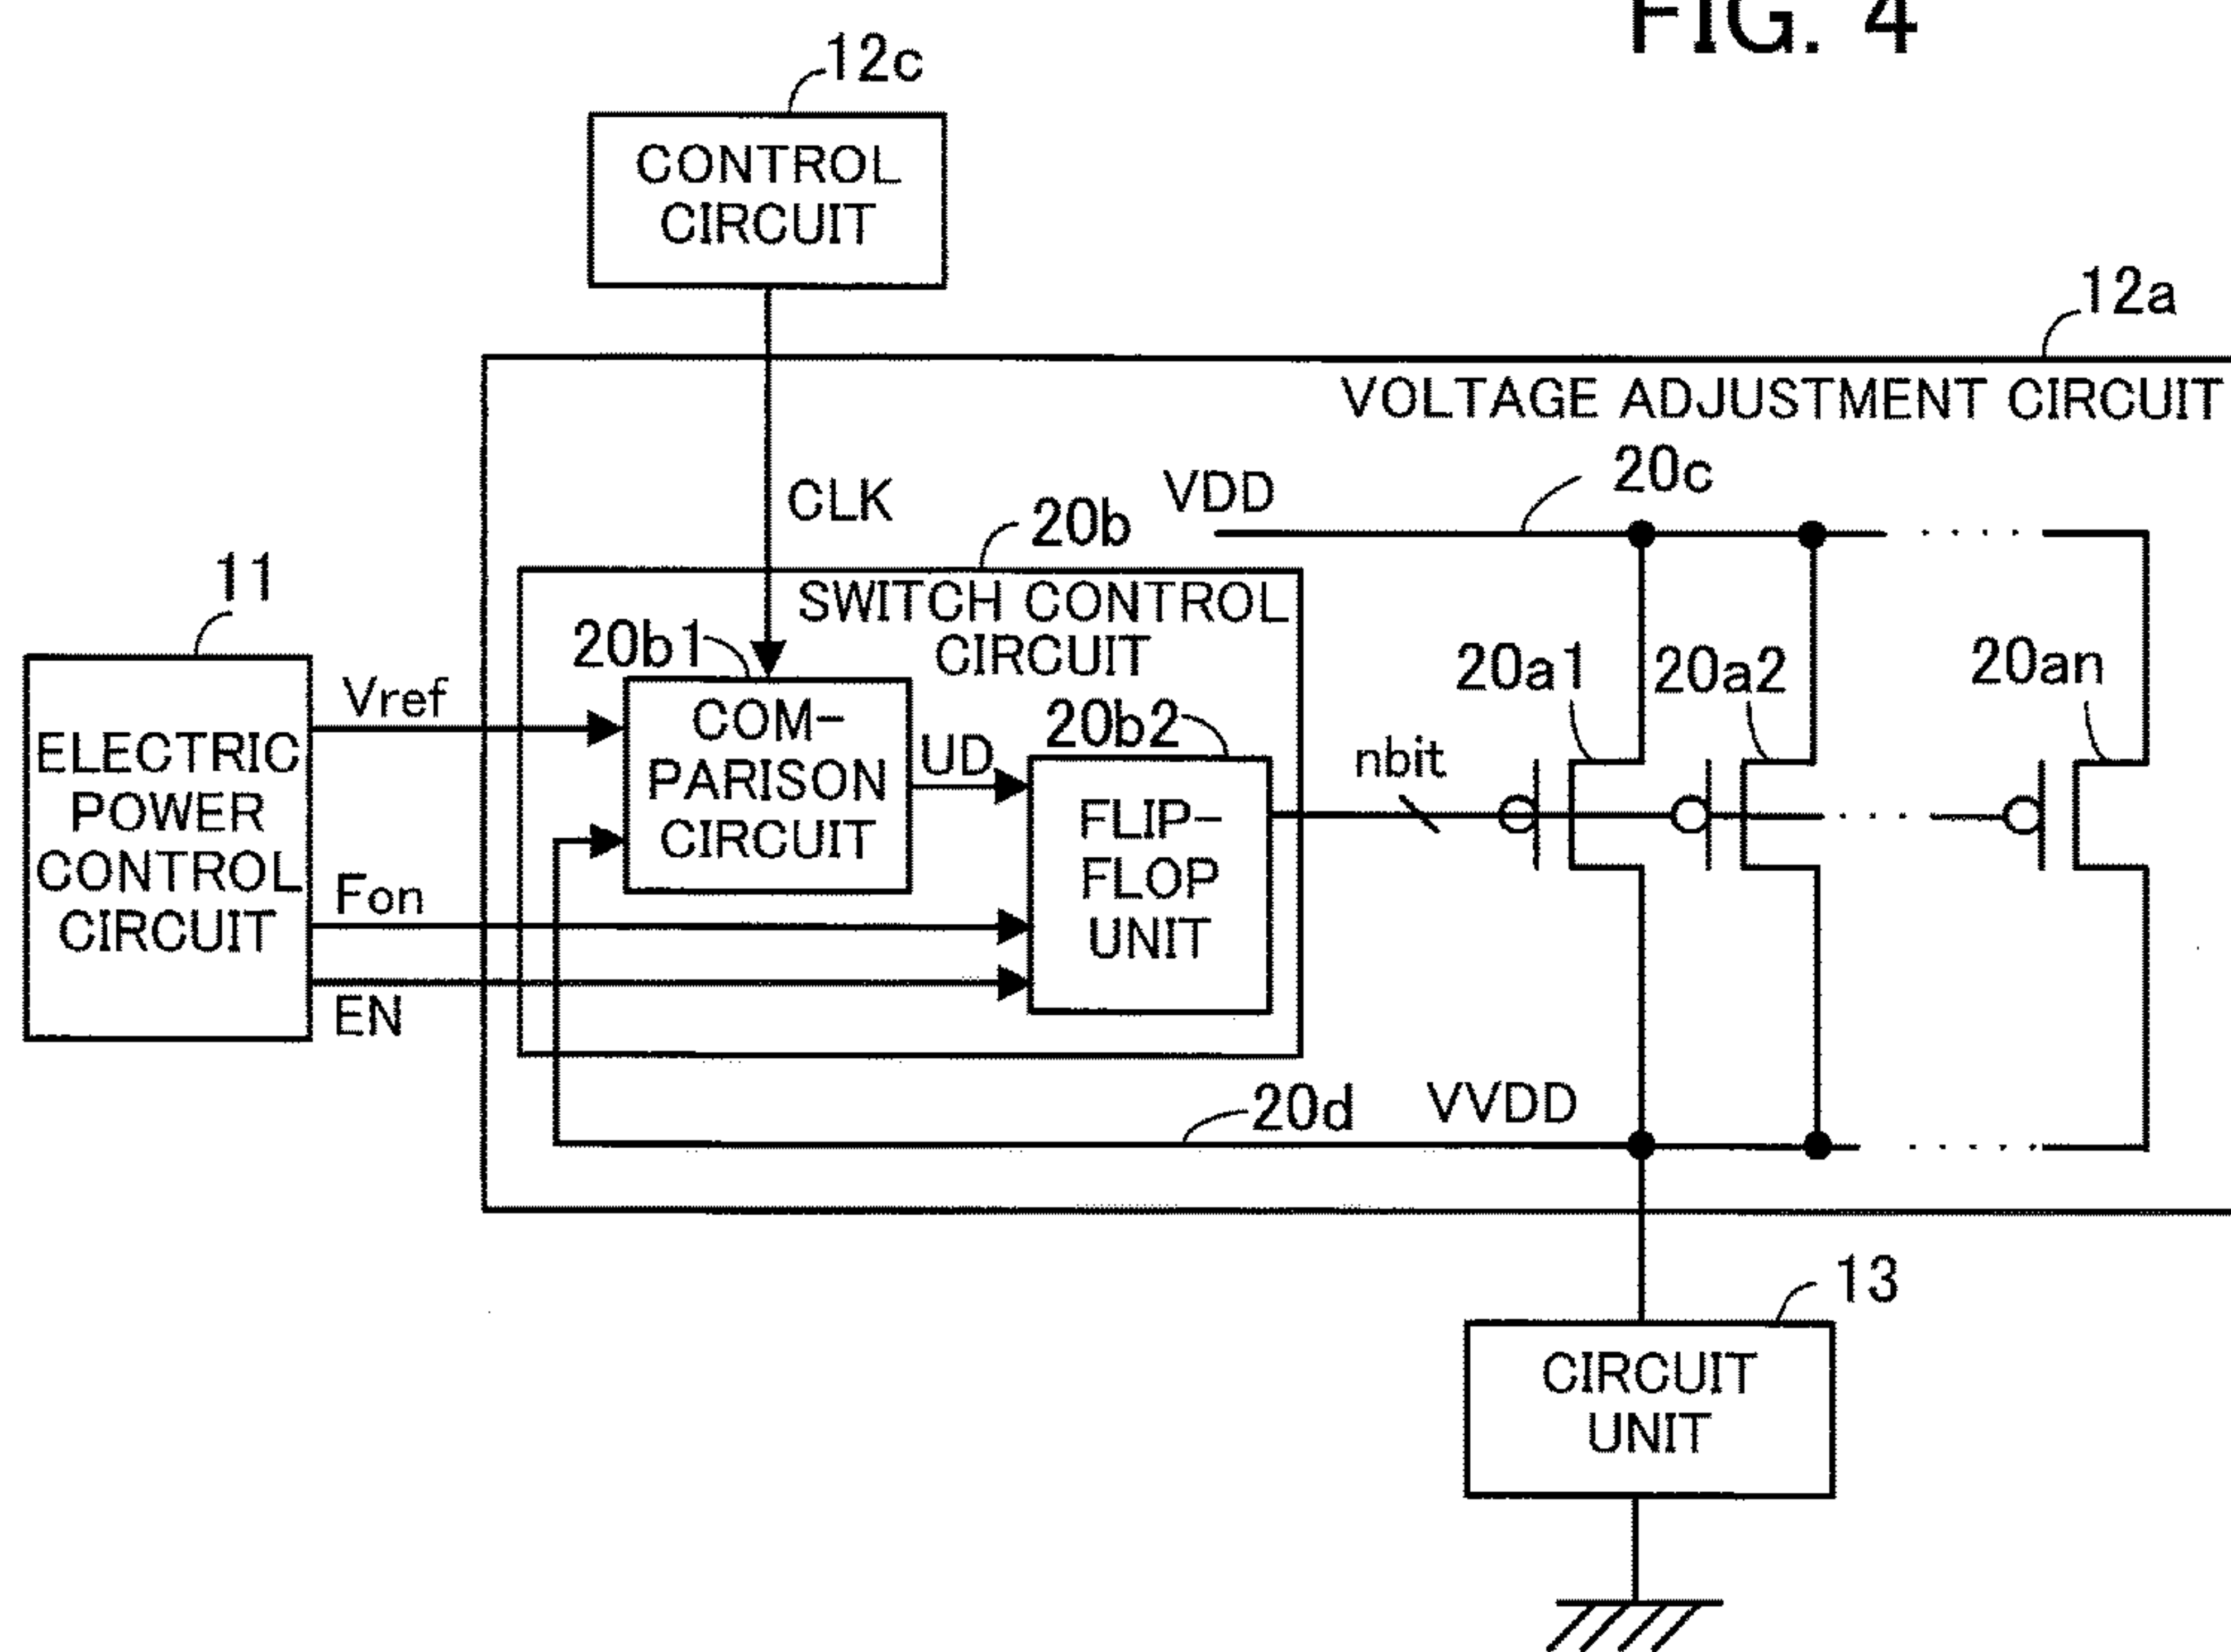 FIG. 4
12c
CONTROL
CIRCUIT
12a
VOLTAGE ADJUSTMENT CIRCUIT
CLK
VDD
20c
20b
SWITCH CONTROL
CIRCUIT
11
ELECTRIC
POWER
CONTROL
CIRCUIT
Vref
Fon
EN
20b1
COM-
PARISON
CIRCUIT
UD
20b2
FLIP-
FLOP
UNIT
nbit
20a1
20a2
20an
20d
VVDD
13
CIRCUIT
UNIT